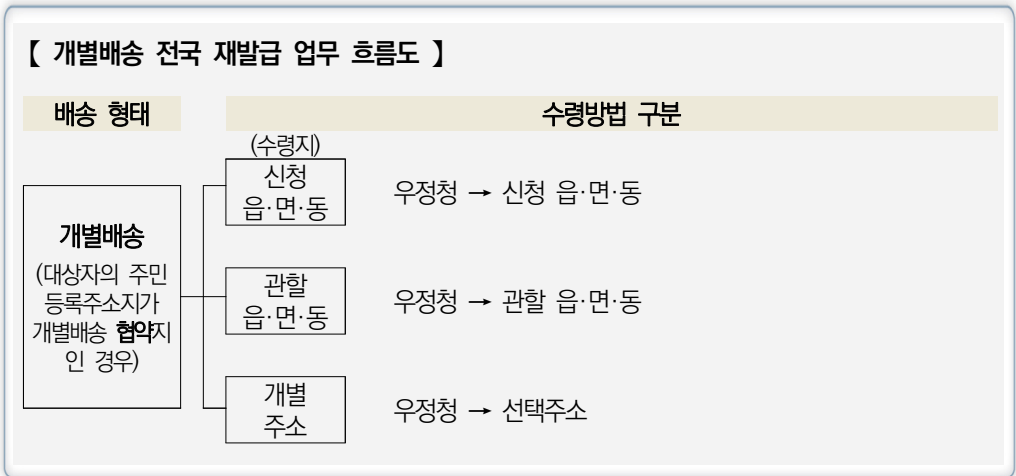 【 개별배송 전국 재발급 업무 흐름도 】
배송 형태
수령방법 구분
개별배송
(대상자의 주민
등록주소지가
개별배송 협약지
인 경우)
(수령지)
신청
읍·면·동
우정청 → 신청 읍·면·동
관할
읍·면·동
우정청 → 관할 읍·면·동
개별
주소
우정청 → 선택주소